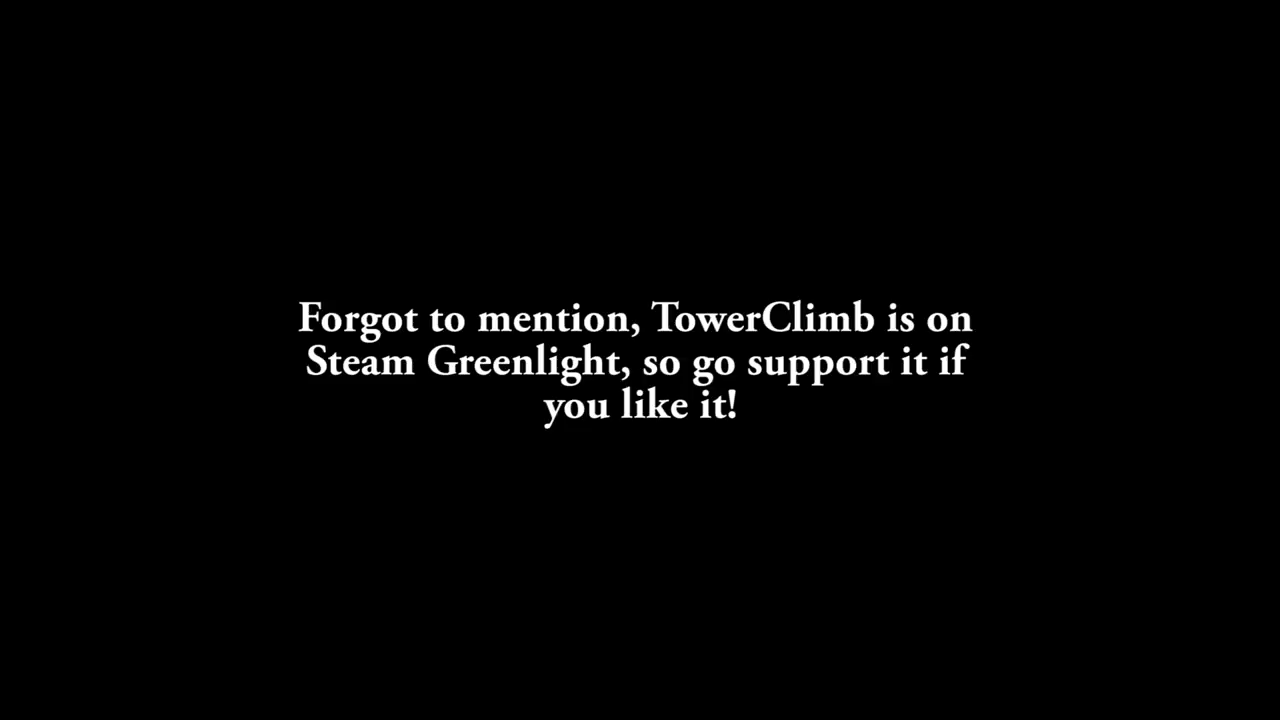 Forgot to mention, TowerClimb is on
Steam Greenlight, so go support it if
you like it!